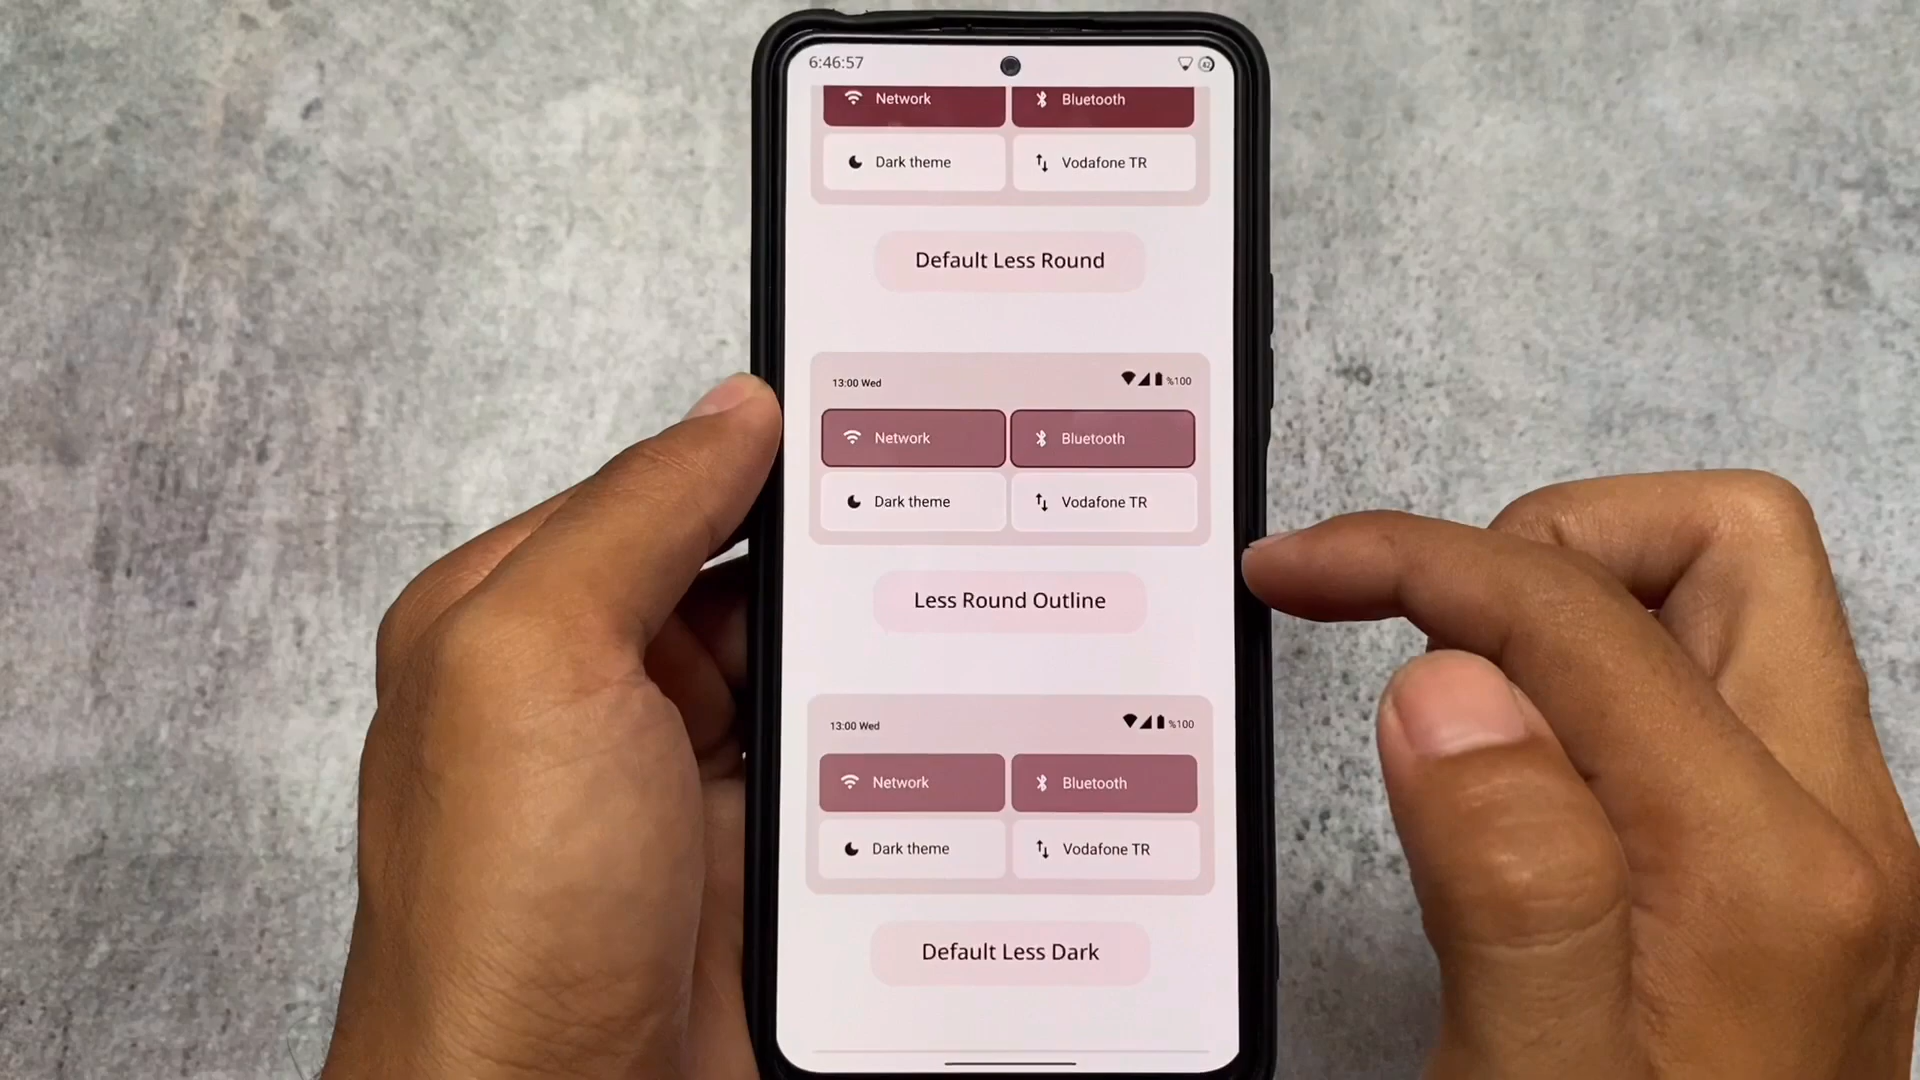 6:46:57
Network
Bluetooth
Dark theme
Vodafone TR
Default Less Round
13:00 Wed
%100
Network
Bluetooth
Dark theme
Vodafone TR
Less Round Outline
13:00 Wed
%100
Network
Bluetooth
Dark theme
Vodafone TR
Default Less Dark